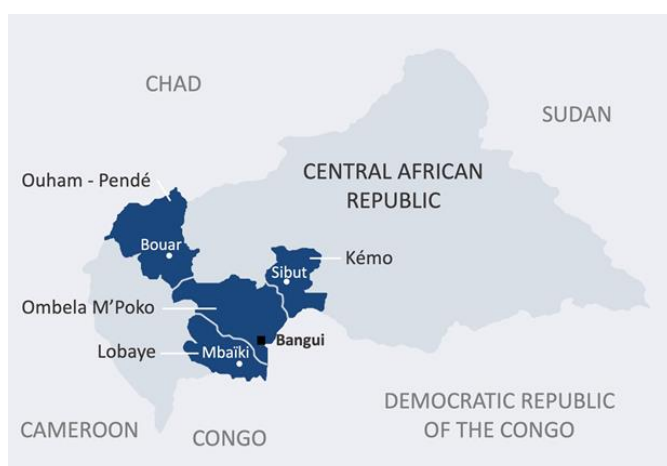 CHAD
SUDAN
CENTRAL AFRICAN
REPUBLIC
Ouham - Pendé
Bouar
Kémo
Sibut
Ombela M'Poko
Bangui
Lobaye
Mbaïki
DEMOCRATIC REPUBLIC
OF THE CONGO
CAMEROON
CONGO